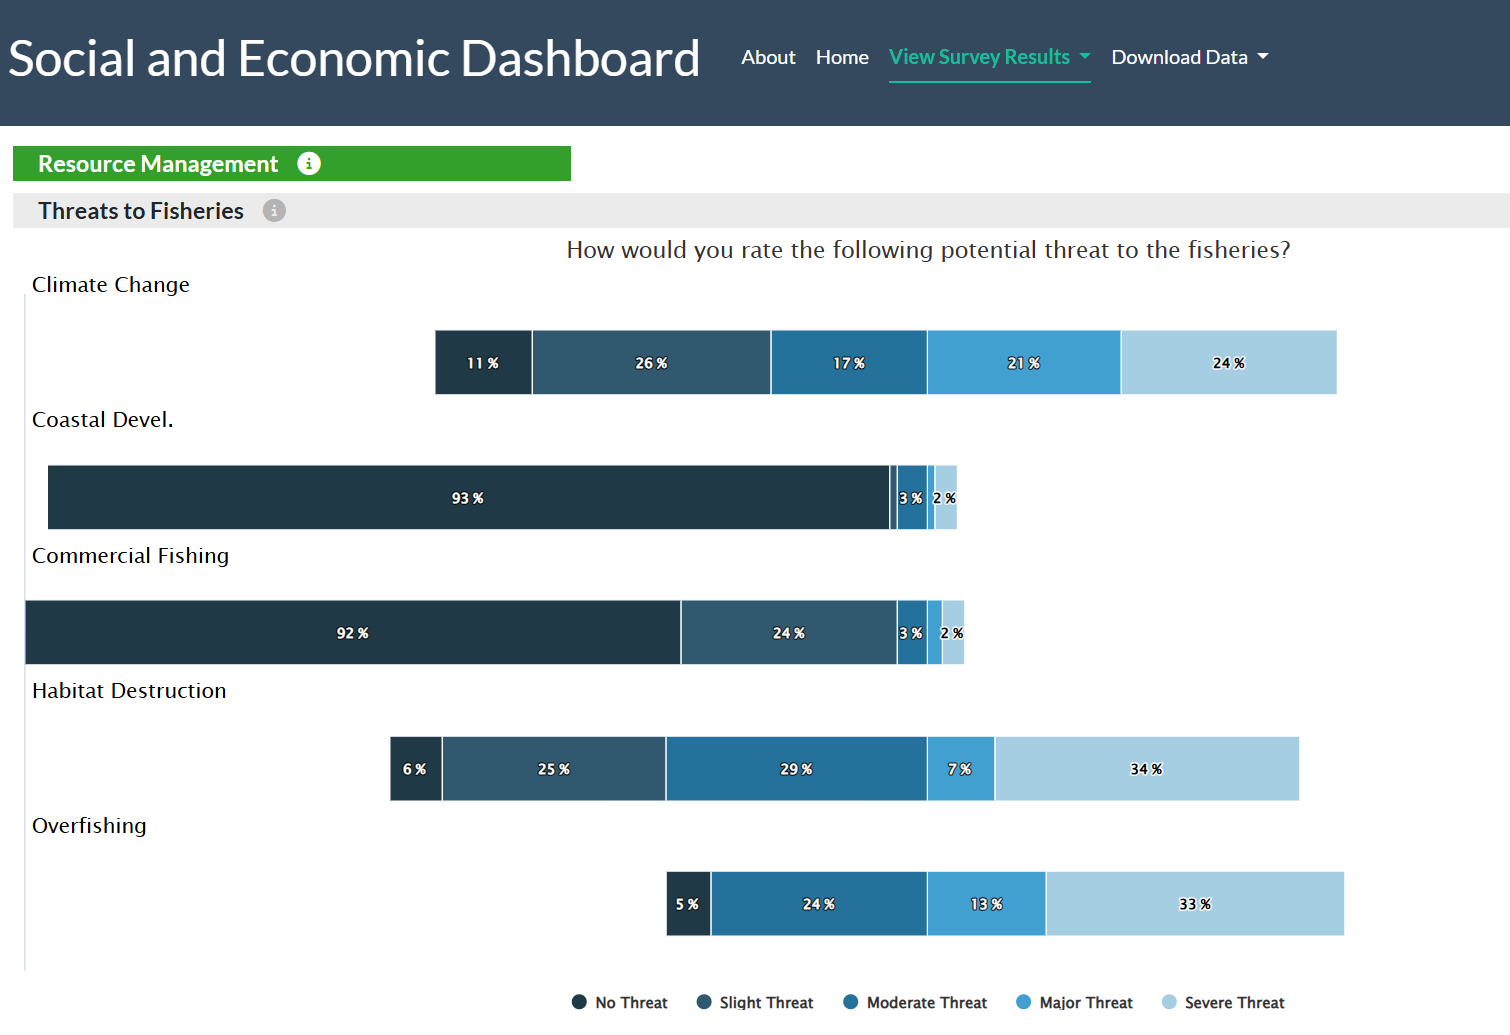 Social and Economic Dashboard About Home View Survey Results Download Data
Resource Management
Threats to Fisheries
How would you rate the following potential threat to the fisheries?
Climate Change
11 % 26 % 17 % 21 % 24 %
Coastal Devel.
93 % 3 % 2 %
Commercial Fishing
92 % 24 % 3 % 2 %
Habitat Destruction
6 % 25 % 29 % 7 % 34 %
Overfishing
5 % 24 % 13 % 33 %
No Threat Slight Threat Moderate Threat Major Threat Severe Threat